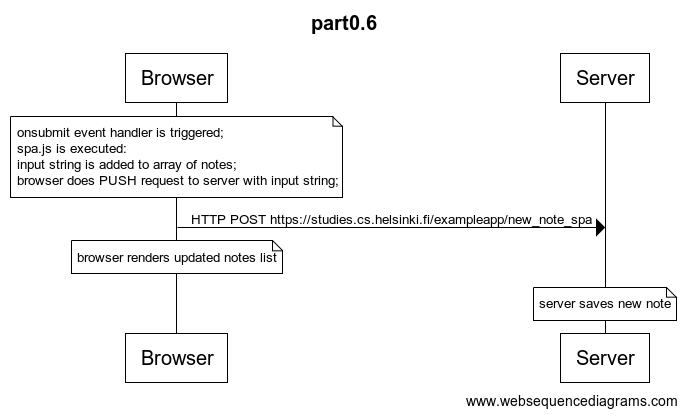 part0.6
Browser
Server
onsubmit event handler is triggered;
spa.js is executed:
input string is added to array of notes;
browser does PUSH request to server with input string;
HTTP POST https://studies.cs.helsinki.fi/exampleapp/new_note_spa
browser renders updated notes list
server saves new note
Browser
Server
www.websequencediagrams.com